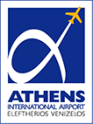 ATHENS
INTERNATIONAL AIRPORT
ELEFTHERIOS VENIZELOS